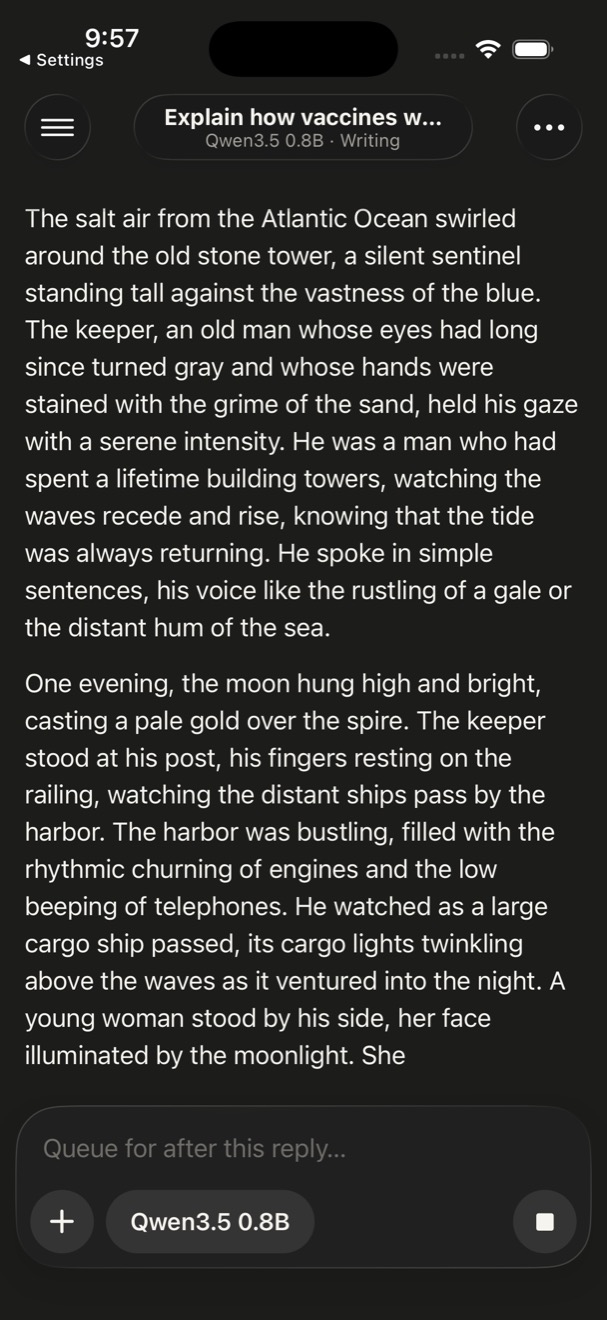 9:57
◀ Settings
Explain how vaccines w...
Qwen3.5 0.8B · Writing
The salt air from the Atlantic Ocean swirled
around the old stone tower, a silent sentinel
standing tall against the vastness of the blue.
The keeper, an old man whose eyes had long
since turned gray and whose hands were
stained with the grime of the sand, held his gaze
with a serene intensity. He was a man who had
spent a lifetime building towers, watching the
waves recede and rise, knowing that the tide
was always returning. He spoke in simple
sentences, his voice like the rustling of a gale or
the distant hum of the sea.
One evening, the moon hung high and bright,
casting a pale gold over the spire. The keeper
stood at his post, his fingers resting on the
railing, watching the distant ships pass by the
harbor. The harbor was bustling, filled with the
rhythmic churning of engines and the low
beeping of telephones. He watched as a large
cargo ship passed, its cargo lights twinkling
above the waves as it ventured into the night. A
young woman stood by his side, her face
illuminated by the moonlight. She
Queue for after this reply...
Qwen3.5 0.8B